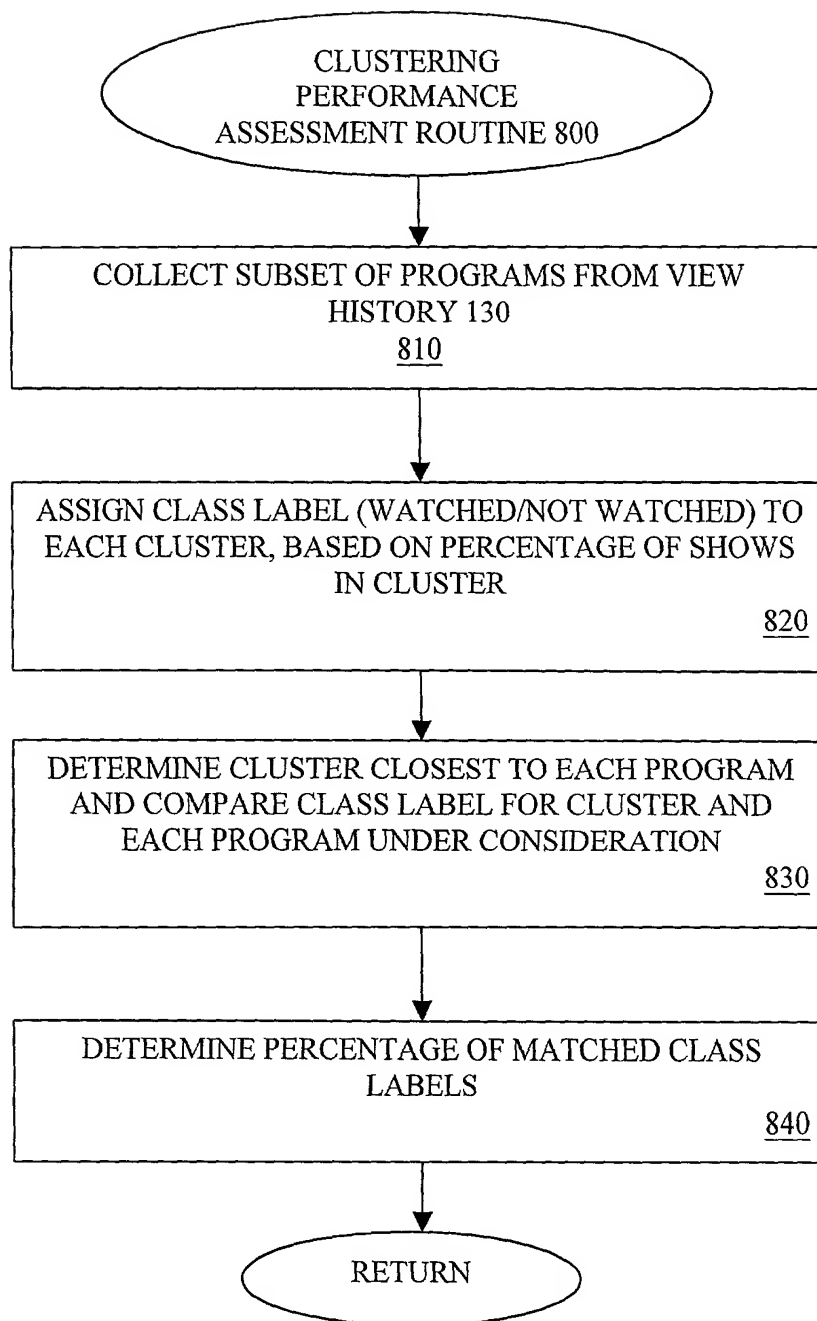 CLUSTERING
PERFORMANCE
ASSESSMENT ROUTINE 800
COLLECT SUBSET OF PROGRAMS FROM VIEW
HISTORY 130
810
ASSIGN CLASS LABEL (WATCHED/NOT WATCHED) TO
EACH CLUSTER, BASED ON PERCENTAGE OF SHOWS
IN CLUSTER
820
DETERMINE CLUSTER CLOSEST TO EACH PROGRAM
AND COMPARE CLASS LABEL FOR CLUSTER AND
EACH PROGRAM UNDER CONSIDERATION
830
DETERMINE PERCENTAGE OF MATCHED CLASS
LABELS
840
RETURN